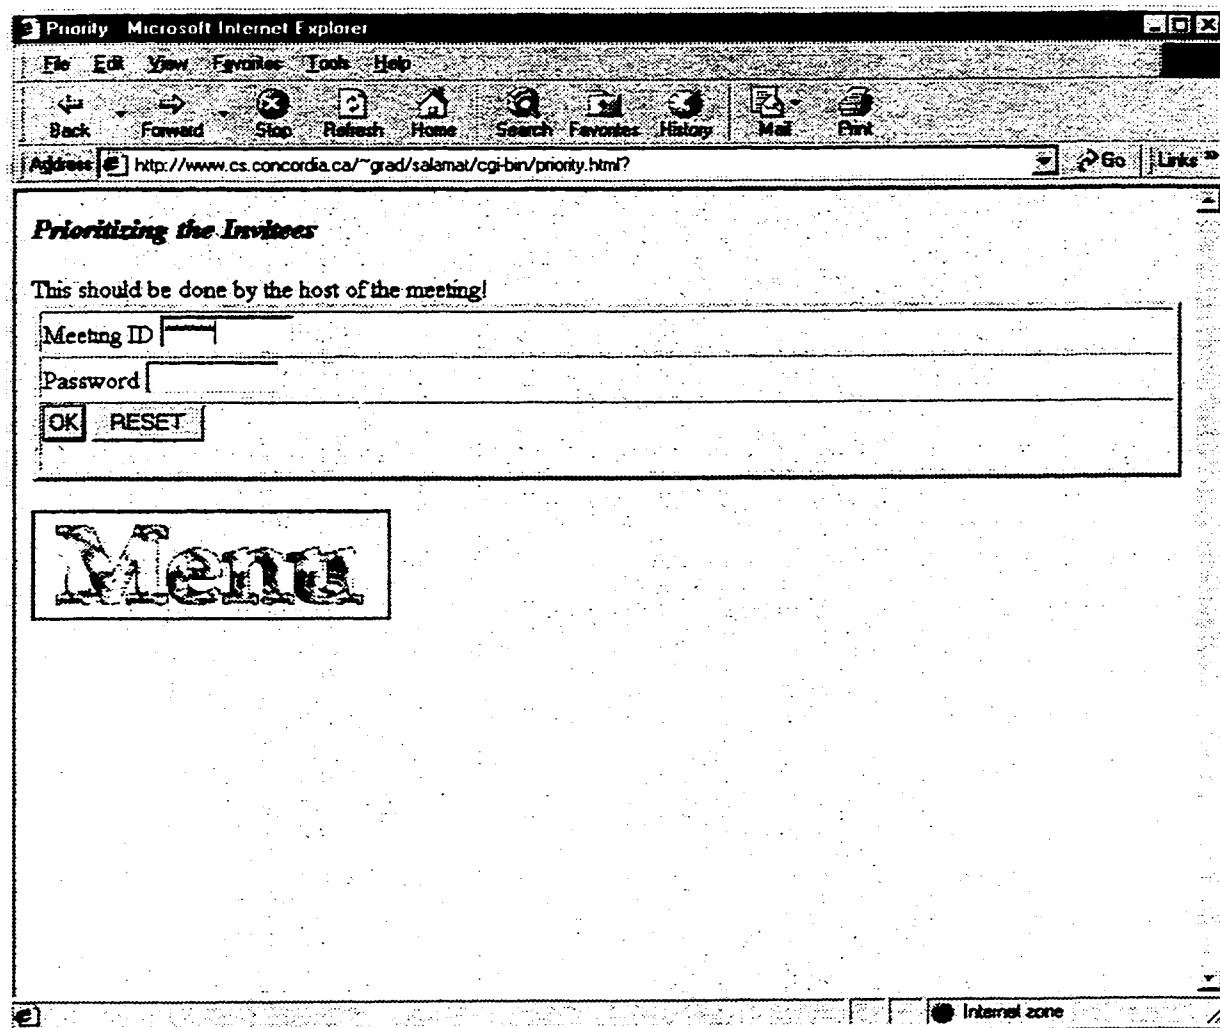 Priority Microsoft Internet Explorer
File Edit View Favorites Tools Help
Back Forward Stop Refresh Home Search Favorites History Mail Print
Address http://www.cs.concordia.ca/~grad/salamat/cgi-bin/priority.html? Go Links »
Prioritizing the Invitees
This should be done by the host of the meeting!
Meeting ID
Password
OK RESET
Menu
Internet zone